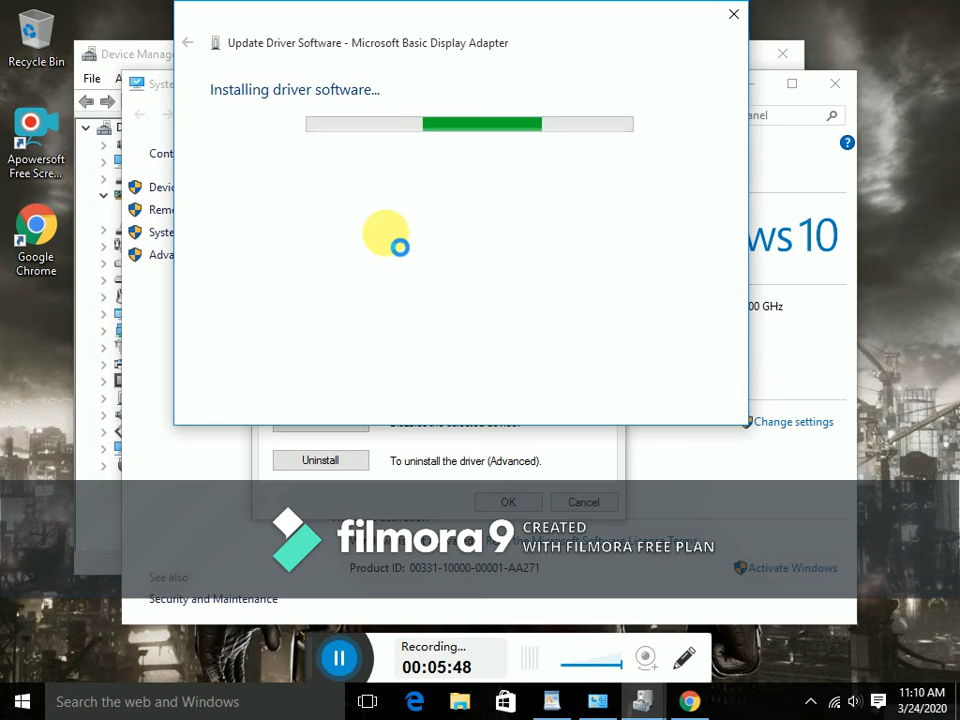 Recycle Bin
Apowersoft
Free Scre...
Google
Chrome
Device Manag
File
Syste
Update Driver Software - Microsoft Basic Display Adapter
Installing driver software...
anel
?
Cont
Devic
Remo
Syste
Adva
ws 10
00 GHz
Change settings
Uninstall
To uninstall the driver (Advanced).
OK
Cancel
filmora9
CREATED
WITH FILMORA FREE PLAN
Product ID: 00331-10000-00001-AA271
Activate Windows
See also
Security and Maintenance
Recording...
00:05:48
Search the web and Windows
11:10 AM
3/24/2020